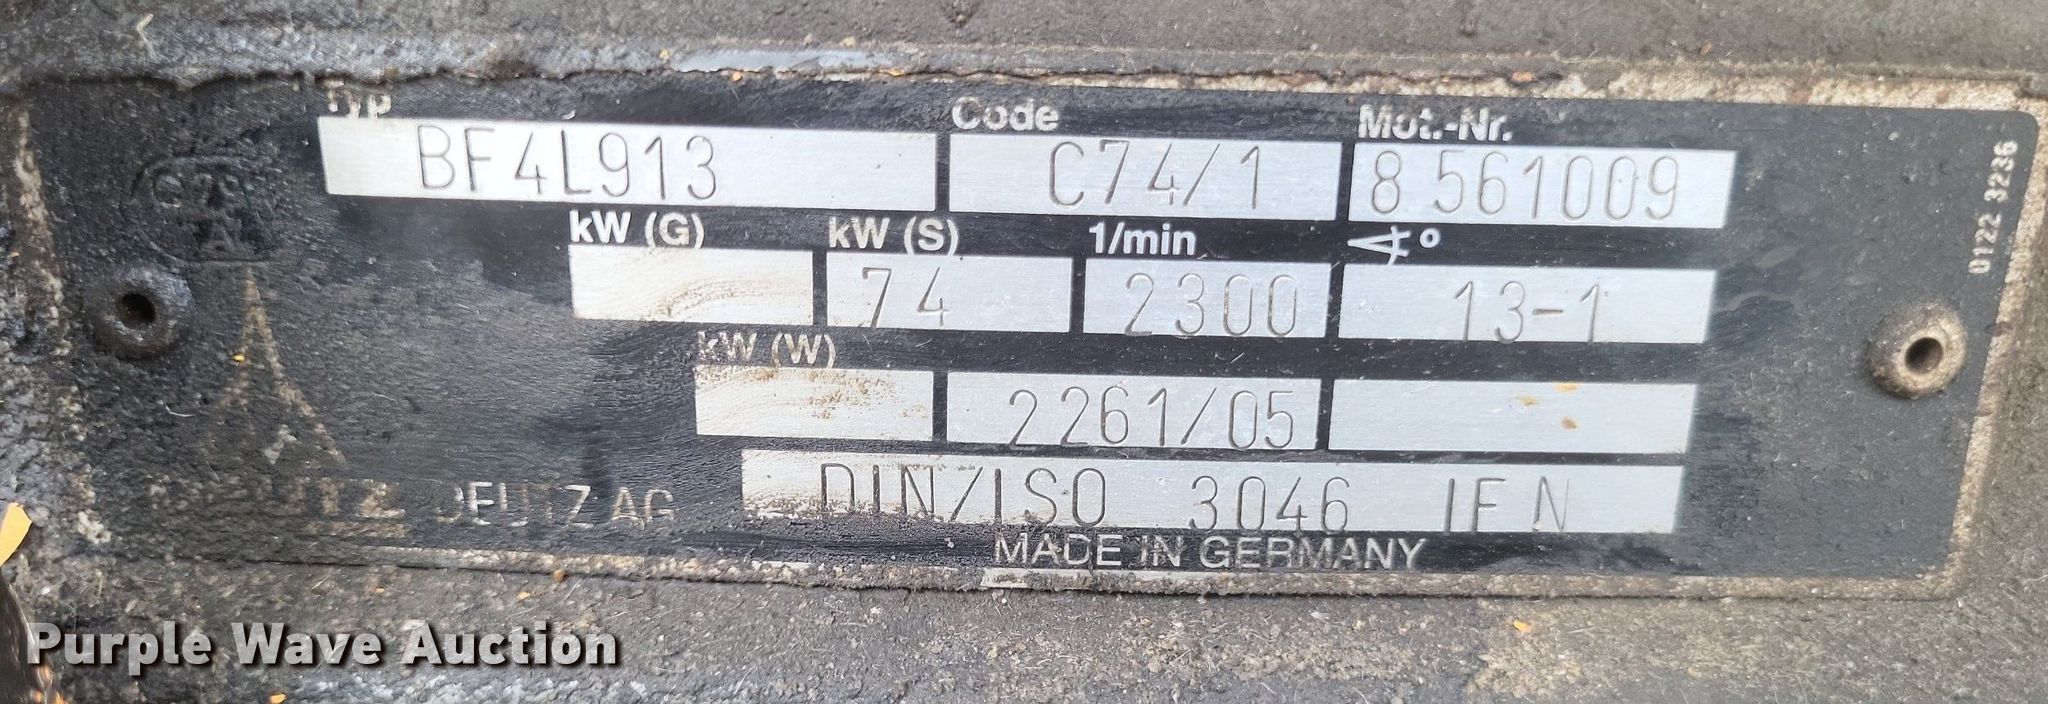 Typ Code Mot.-Nr.
BF4L913 C74/1 8 561009
kW (G) kW (S) 1/min ∢°
74 2300 13-1
kW (W)
2261/05
DEUTZ AG
DIN/ISO 3046 IFN
MADE IN GERMANY
0122 3236
Purple Wave Auction